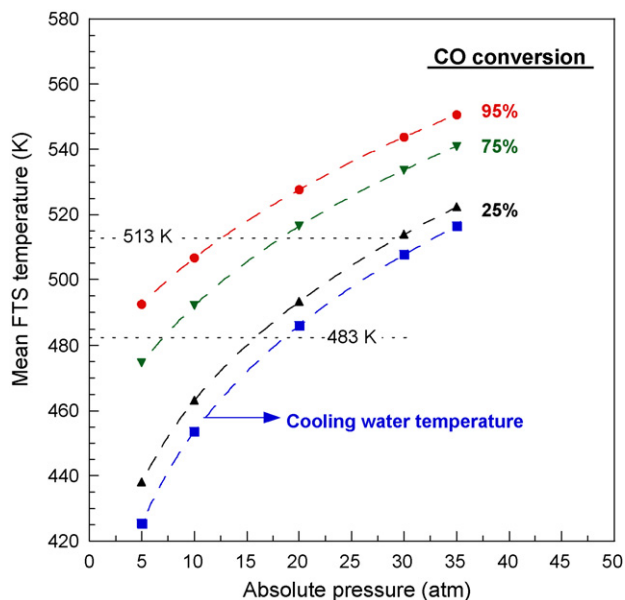 580
560
540
520
500
480
460
440
420
Mean FTS temperature (K)
CO conversion
95%
75%
25%
513 K
483 K
Cooling water temperature
0 5 10 15 20 25 30 35 40 45 50
Absolute pressure (atm)